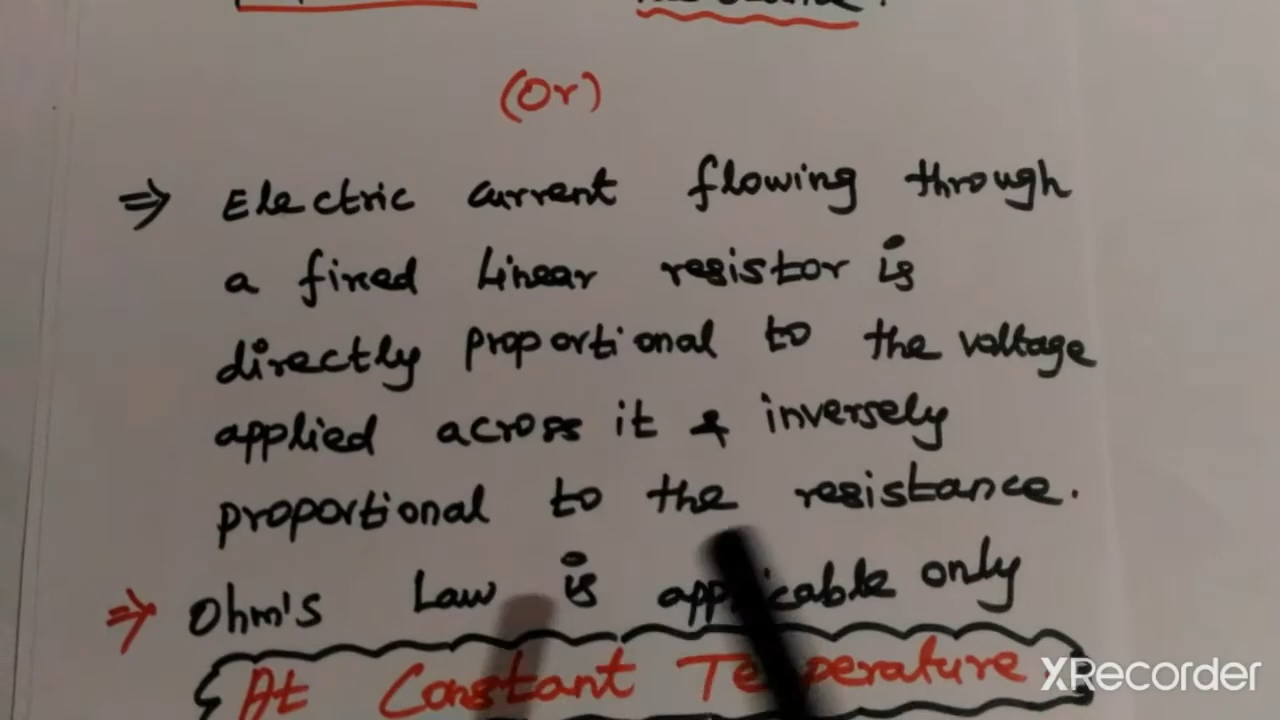 (Or)
⇒ Electric current flowing through
a fixed linear resistor is
directly proportional to the voltage
applied across it & inversely
proportional to the resistance.
⇒ Ohm's Law is applicable only
At Constant Temperature.
XRecorder